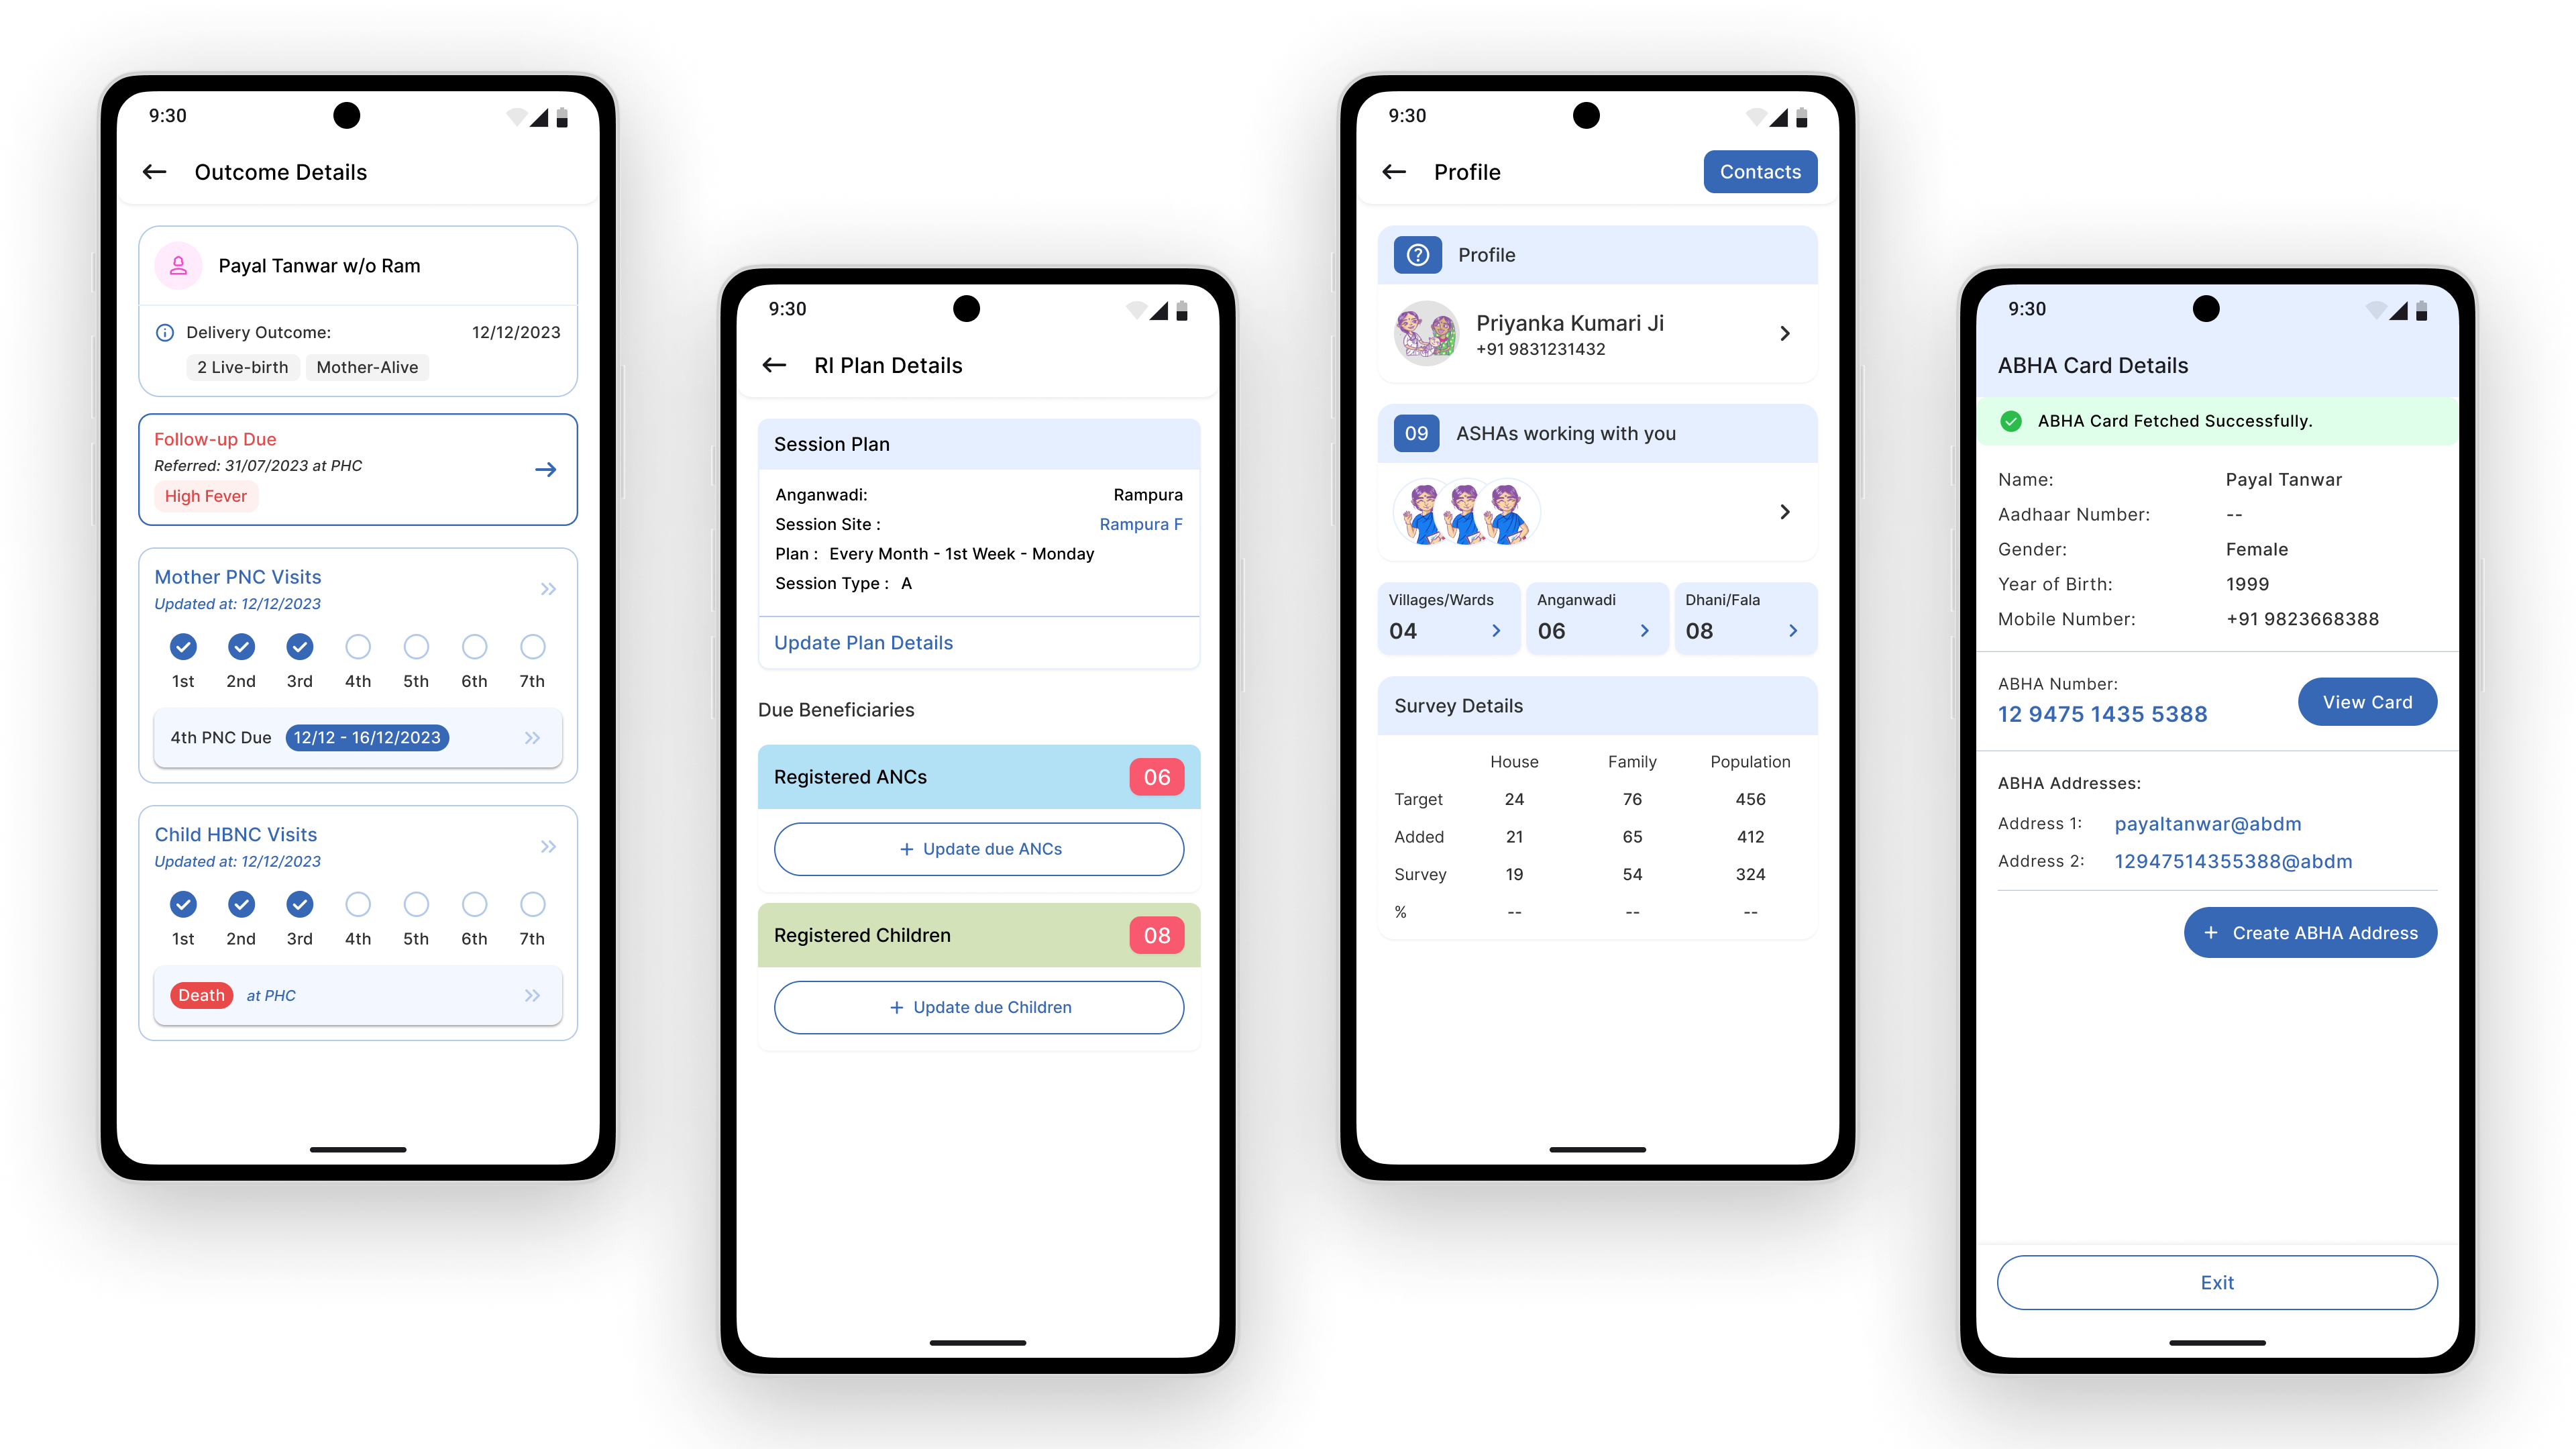 9:30
Outcome Details
Payal Tanwar w/o Ram
Delivery Outcome: 12/12/2023
2 Live-birth Mother-Alive
Follow-up Due
Referred: 31/07/2023 at PHC
High Fever
Mother PNC Visits
Updated at: 12/12/2023
1st 2nd 3rd 4th 5th 6th 7th
4th PNC Due 12/12 - 16/12/2023
Child HBNC Visits
Updated at: 12/12/2023
1st 2nd 3rd 4th 5th 6th 7th
Death at PHC
9:30
RI Plan Details
Session Plan
Anganwadi: Rampura
Session Site : Rampura F
Plan : Every Month - 1st Week - Monday
Session Type : A
Update Plan Details
Due Beneficiaries
Registered ANCs 06
+ Update due ANCs
Registered Children 08
+ Update due Children
9:30
Profile Contacts
Profile
Priyanka Kumari Ji
+91 9831231432
09 ASHAs working with you
Villages/Wards Anganwadi Dhani/Fala
04 06 08
Survey Details
House Family Population
Target 24 76 456
Added 21 65 412
Survey 19 54 324
% -- -- --
9:30
ABHA Card Details
ABHA Card Fetched Successfully.
Name: Payal Tanwar
Aadhaar Number: --
Gender: Female
Year of Birth: 1999
Mobile Number: +91 9823668388
ABHA Number:
12 9475 1435 5388
View Card
ABHA Addresses:
Address 1: payaltanwar@abdm
Address 2: 12947514355388@abdm
+ Create ABHA Address
Exit